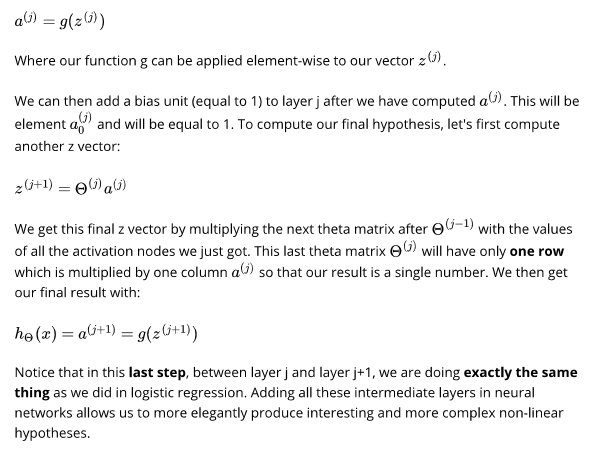 a^{(j)} = g(z^{(j)})
Where our function g can be applied element-wise to our vector z^{(j)}.
We can then add a bias unit (equal to 1) to layer j after we have computed a^{(j)}. This will be
element a_0^{(j)} and will be equal to 1. To compute our final hypothesis, let's first compute
another z vector:
z^{(j+1)} = Θ^{(j)}a^{(j)}
We get this final z vector by multiplying the next theta matrix after Θ^{(j−1)} with the values
of all the activation nodes we just got. This last theta matrix Θ^{(j)} will have only one row
which is multiplied by one column a^{(j)} so that our result is a single number. We then get
our final result with:
h_Θ(x) = a^{(j+1)} = g(z^{(j+1)})
Notice that in this last step, between layer j and layer j+1, we are doing exactly the same
thing as we did in logistic regression. Adding all these intermediate layers in neural
networks allows us to more elegantly produce interesting and more complex non-linear
hypotheses.